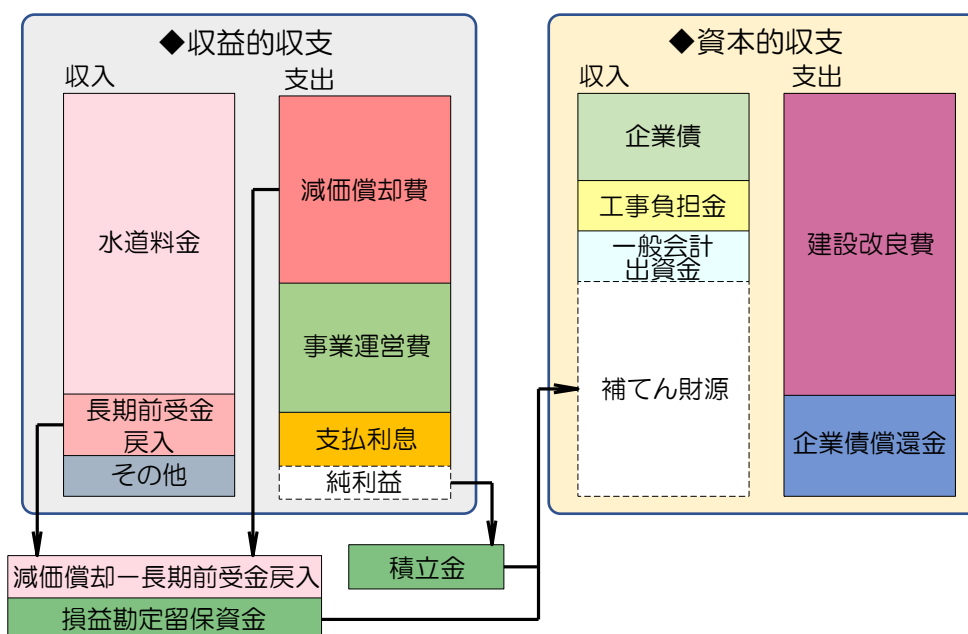 ◆収益的収支
収入
水道料金
長期前受金
戻入
その他
支出
減価償却費
事業運営費
支払利息
純利益
減価償却ー長期前受金戻入
損益勘定留保資金
積立金
◆資本的収支
収入
企業債
工事負担金
一般会計
出資金
補てん財源
支出
建設改良費
企業債償還金